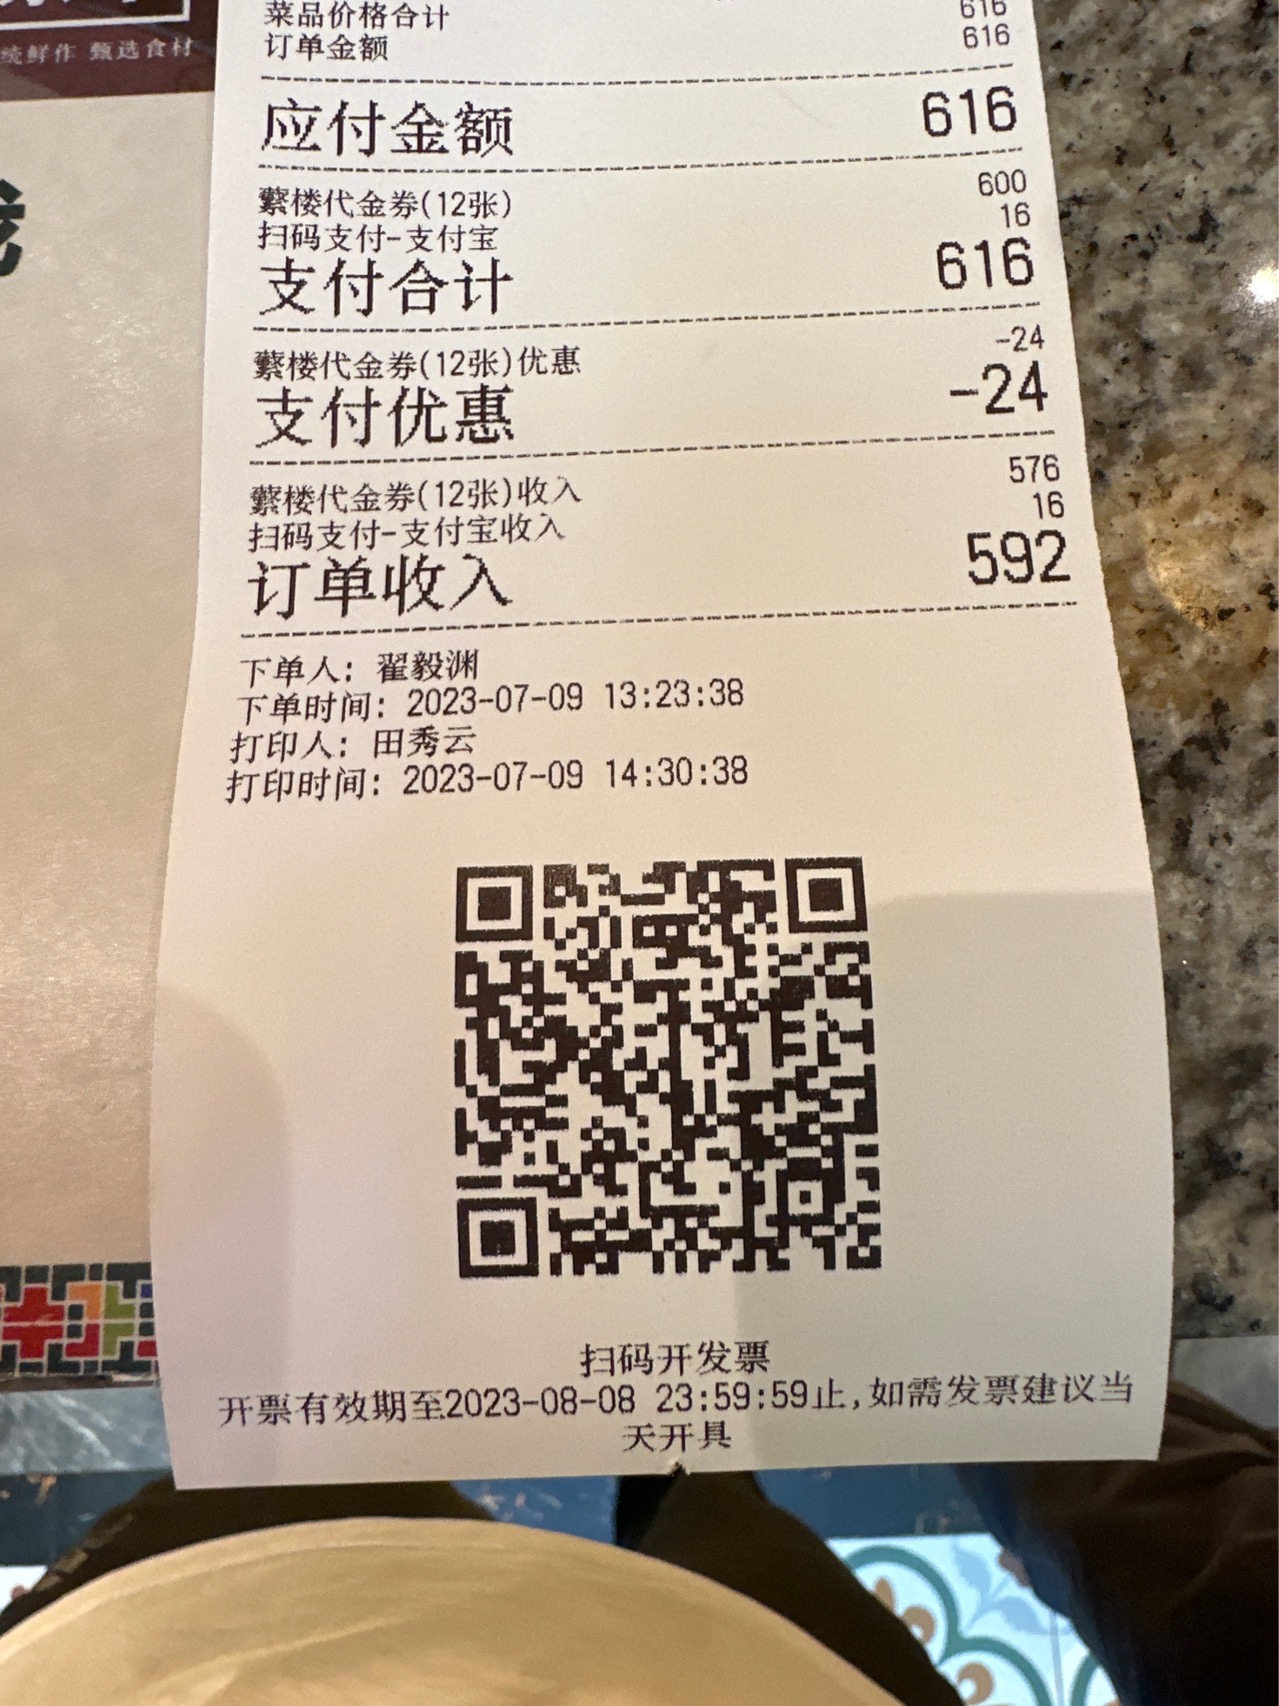 统鲜作 甄选食材
菜品价格合计 616
订单金额 616
应付金额 616
蘩楼代金券(12张) 600
扫码支付-支付宝 16
支付合计 616
蘩楼代金券(12张)优惠 -24
支付优惠 -24
蘩楼代金券(12张)收入 576
扫码支付-支付宝收入 16
订单收入 592
下单人: 翟毅渊
下单时间: 2023-07-09 13:23:38
打印人: 田秀云
打印时间: 2023-07-09 14:30:38
扫码开发票
开票有效期至2023-08-08 23:59:59止,如需发票建议当
天开具